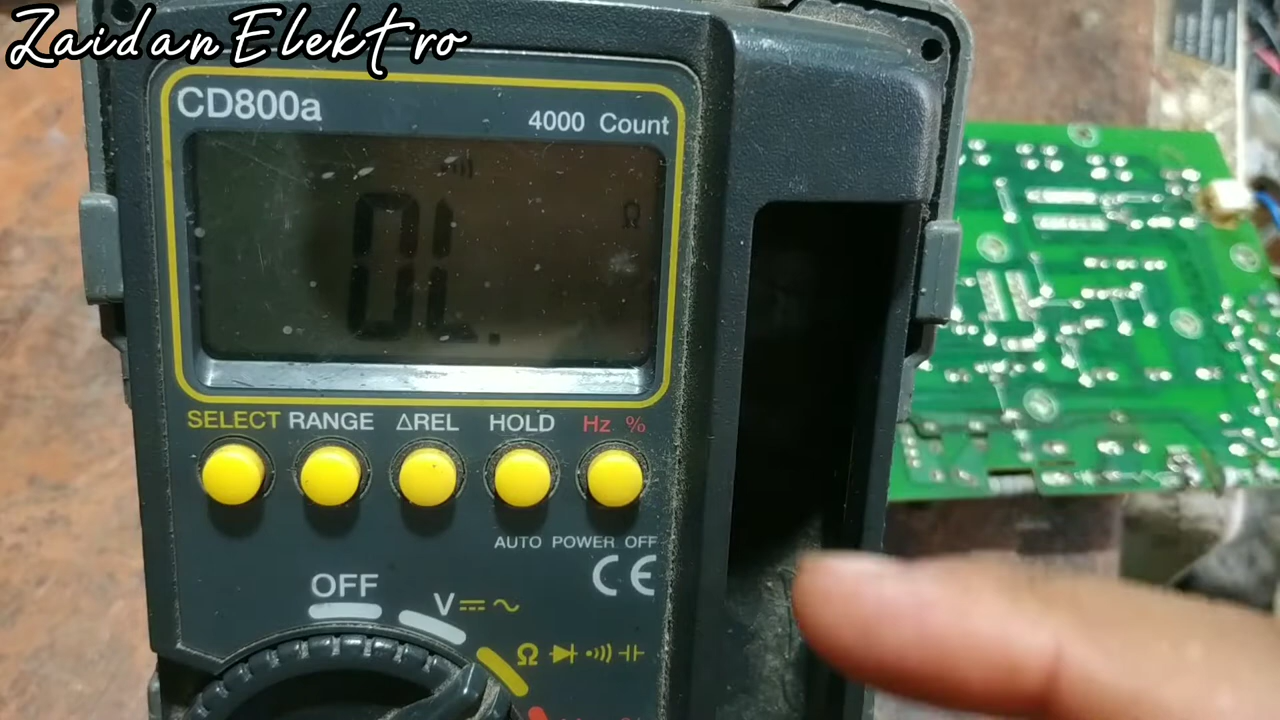 Zaidan Elektro
CD800a
4000 Count
Ω
OL.
SELECT RANGE ΔREL HOLD Hz %
AUTO POWER OFF
CE
OFF
V
Ω